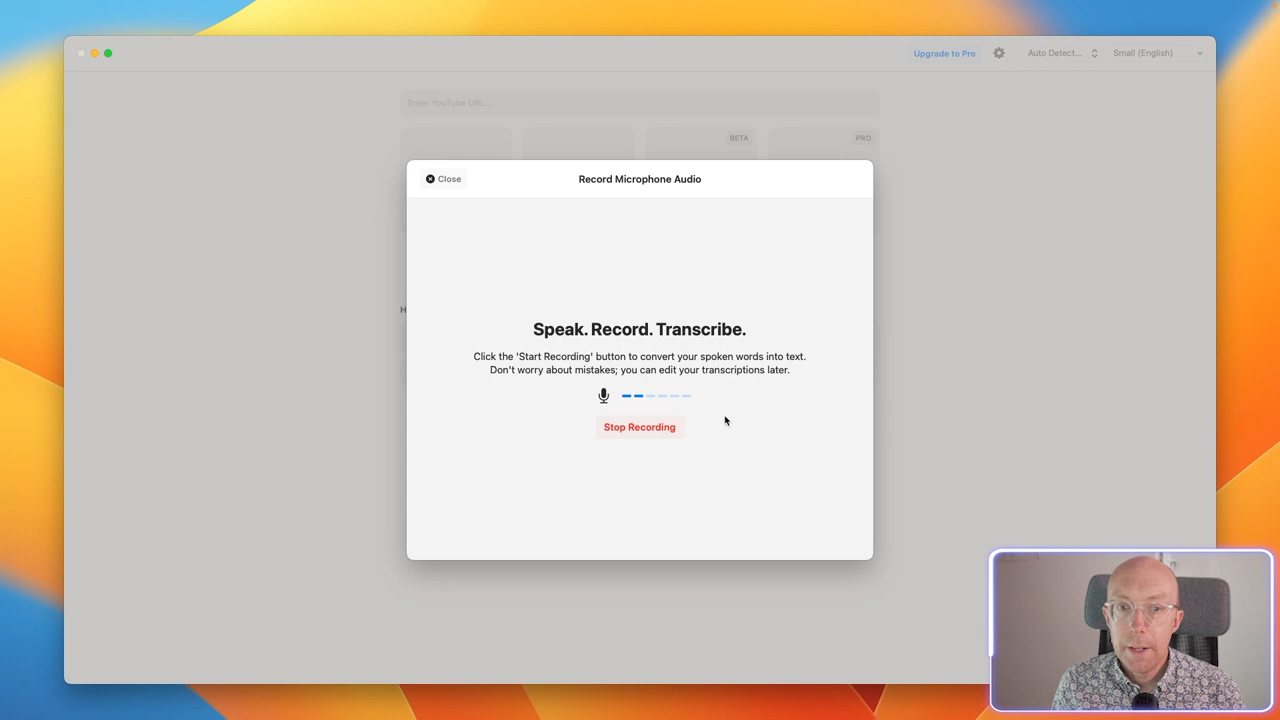 Upgrade to Pro
Auto Detect...
Small (English)
Enter YouTube URL...
BETA
PRO
Close
Record Microphone Audio
H
Speak. Record. Transcribe.
Click the 'Start Recording' button to convert your spoken words into text.
Don't worry about mistakes; you can edit your transcriptions later.
Stop Recording